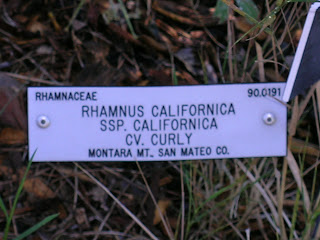 RHAMNACEAE 90.0191
RHAMNUS CALIFORNICA
SSP. CALIFORNICA
CV. CURLY
MONTARA MT., SAN MATEO CO.